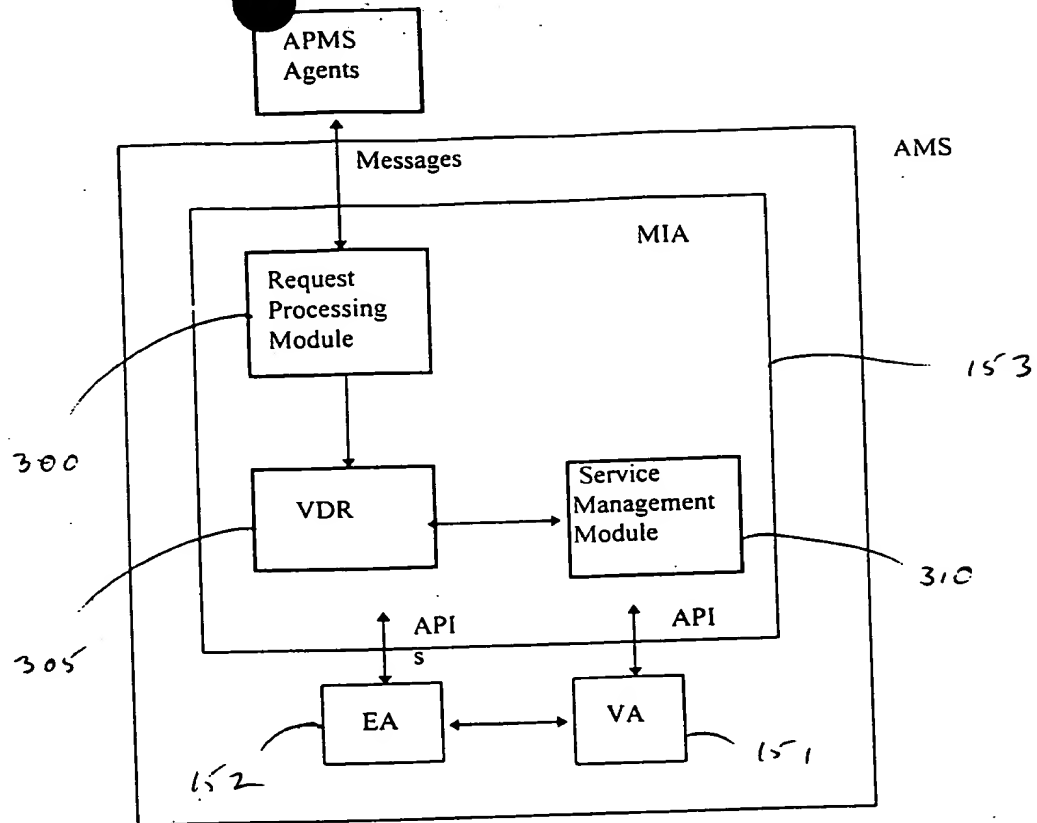 APMS
Agents
Messages
AMS
MIA
Request
Processing
Module
153
300
VDR
Service
Management
Module
310
305
API
s
API
EA
VA
152
151